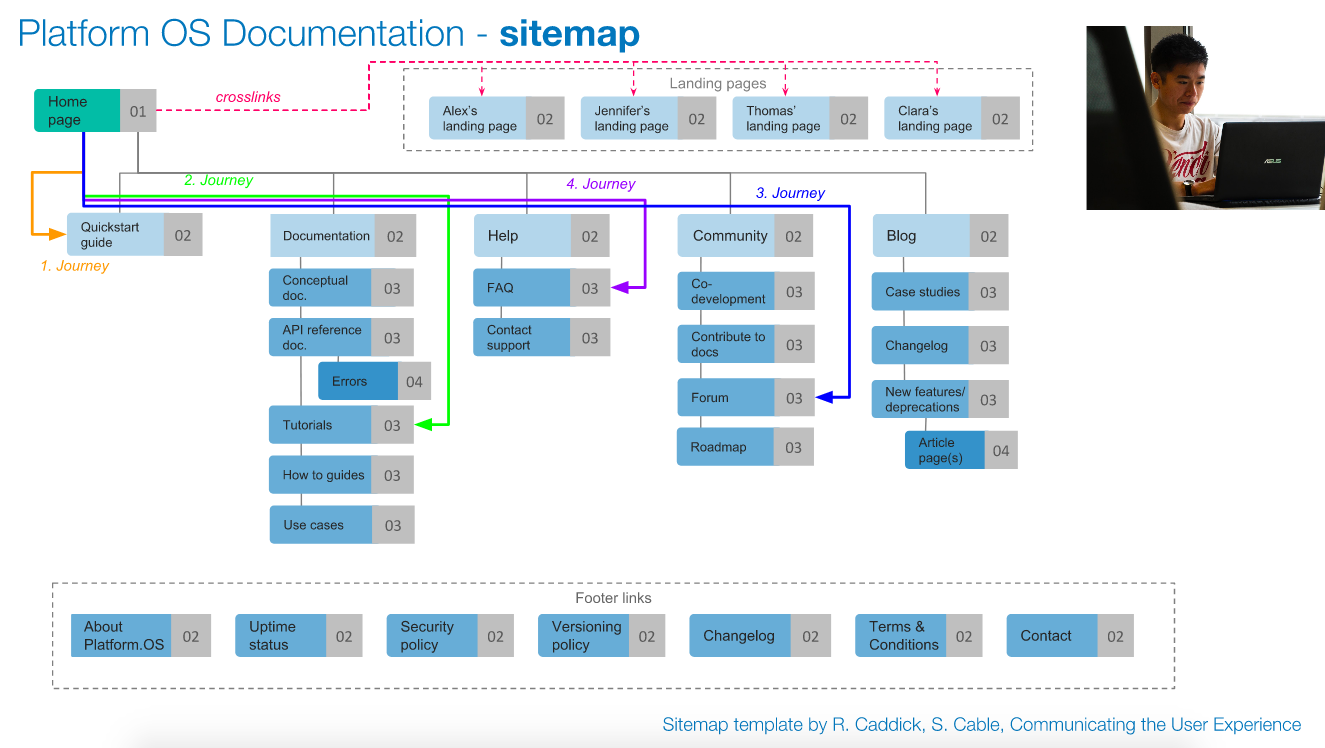 Platform OS Documentation - sitemap
Home
page
01
crosslinks
Landing pages
Alex's
landing page
02
Jennifer's
landing page
02
Thomas'
landing page
02
Clara's
landing page
02
ASUS
2. Journey
4. Journey
3. Journey
1. Journey
Quickstart
guide
02
Documentation
02
Conceptual
doc.
03
API reference
doc.
03
Errors
04
Tutorials
03
How to guides
03
Use cases
03
Help
02
FAQ
03
Contact
support
03
Community
02
Co-
development
03
Contribute to
docs
03
Forum
03
Roadmap
03
Blog
02
Case studies
03
Changelog
03
New features/
deprecations
03
Article
page(s)
04
Footer links
About
Platform.OS
02
Uptime
status
02
Security
policy
02
Versioning
policy
02
Changelog
02
Terms &
Conditions
02
Contact
02
Sitemap template by R. Caddick, S. Cable, Communicating the User Experience